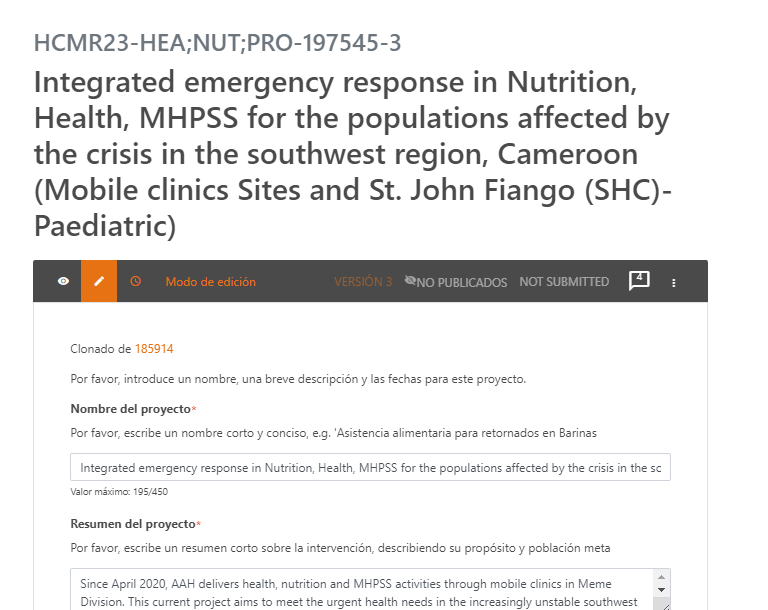 HCMR23-HEA;NUT;PRO-197545-3
Integrated emergency response in Nutrition,
Health, MHPSS for the populations affected by
the crisis in the southwest region, Cameroon
(Mobile clinics Sites and St. John Fiango (SHC)-
Paediatric)
Modo de edición VERSIÓN 3 NO PUBLICADOS NOT SUBMITTED 4
Clonado de 185914
Por favor, introduce un nombre, una breve descripción y las fechas para este proyecto.
Nombre del proyecto*
Por favor, escribe un nombre corto y conciso, e.g. 'Asistencia alimentaria para retornados en Barinas
Integrated emergency response in Nutrition, Health, MHPSS for the populations affected by the crisis in the sc
Valor máximo: 195/450
Resumen del proyecto*
Por favor, escribe un resumen corto sobre la intervención, describiendo su propósito y población meta
Since April 2020, AAH delivers health, nutrition and MHPSS activities through mobile clinics in Meme
Division. This current project aims to meet the urgent health needs in the increasingly unstable southwest